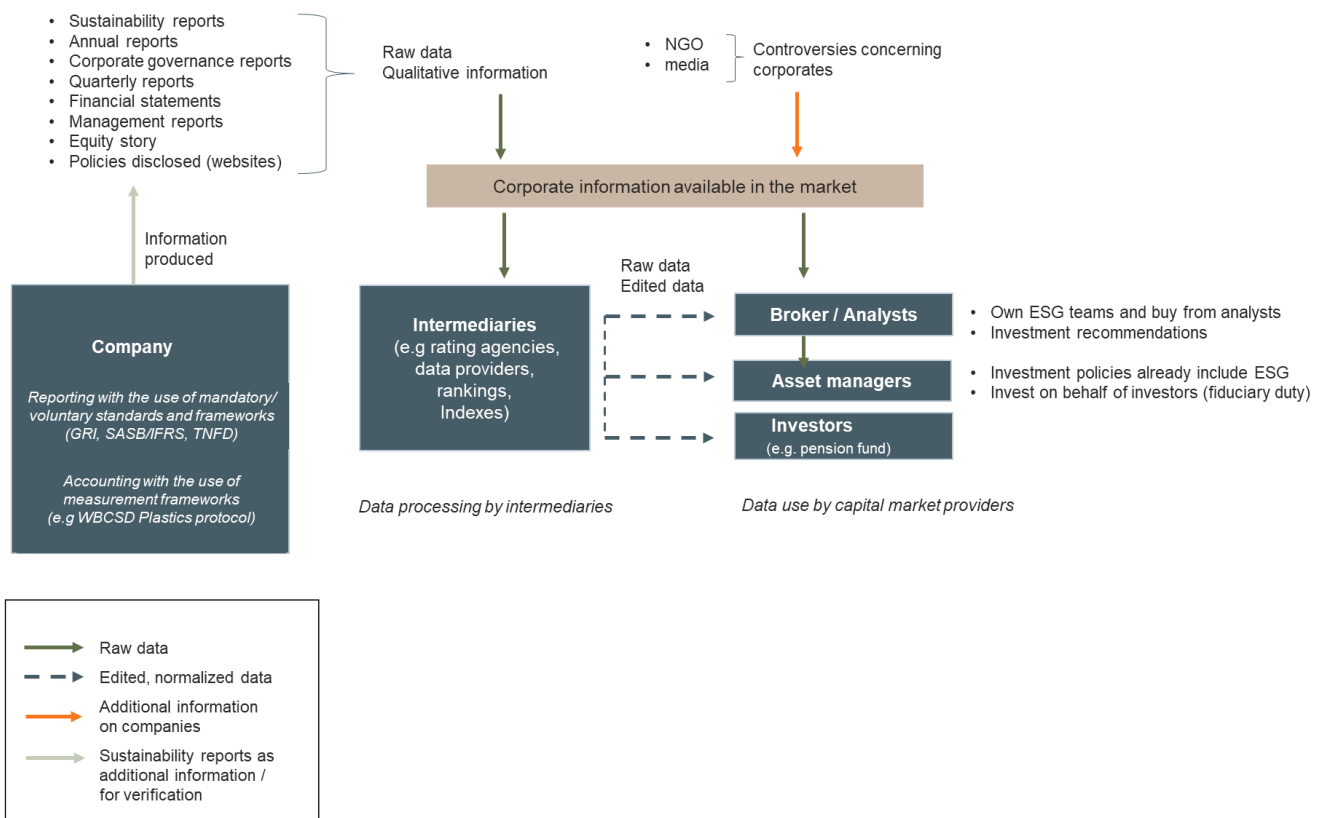 • Sustainability reports
• Annual reports
• Corporate governance reports
• Quarterly reports
• Financial statements
• Management reports
• Equity story
• Policies disclosed (websites)
Raw data
Qualitative information
• NGO
• media
Controversies concerning
corporates
Corporate information available in the market
Information
produced
Company
Reporting with the use of mandatory/
voluntary standards and frameworks
(GRI, SASB/IFRS, TNFD)
Accounting with the use of
measurement frameworks
(e.g WBCSD Plastics protocol)
Intermediaries
(e.g rating agencies,
data providers,
rankings,
Indexes)
Raw data
Edited data
Broker / Analysts
Asset managers
Investors
(e.g. pension fund)
• Own ESG teams and buy from analysts
• Investment recommendations
• Investment policies already include ESG
• Invest on behalf of investors (fiduciary duty)
Data processing by intermediaries
Data use by capital market providers
Raw data
Edited, normalized data
Additional information
on companies
Sustainability reports as
additional information /
for verification